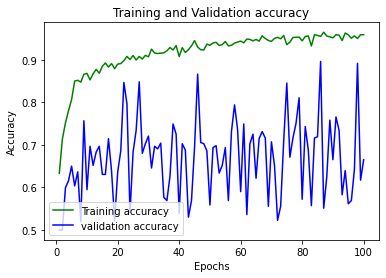 Training and Validation accuracy
Accuracy
0.9
0.8
0.7
0.6
0.5
Training accuracy
validation accuracy
0
20
40
60
80
100
Epochs